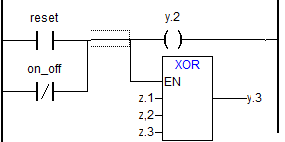 reset
y.2
on_off
XOR
EN
z.1
y.3
z,2
z.3